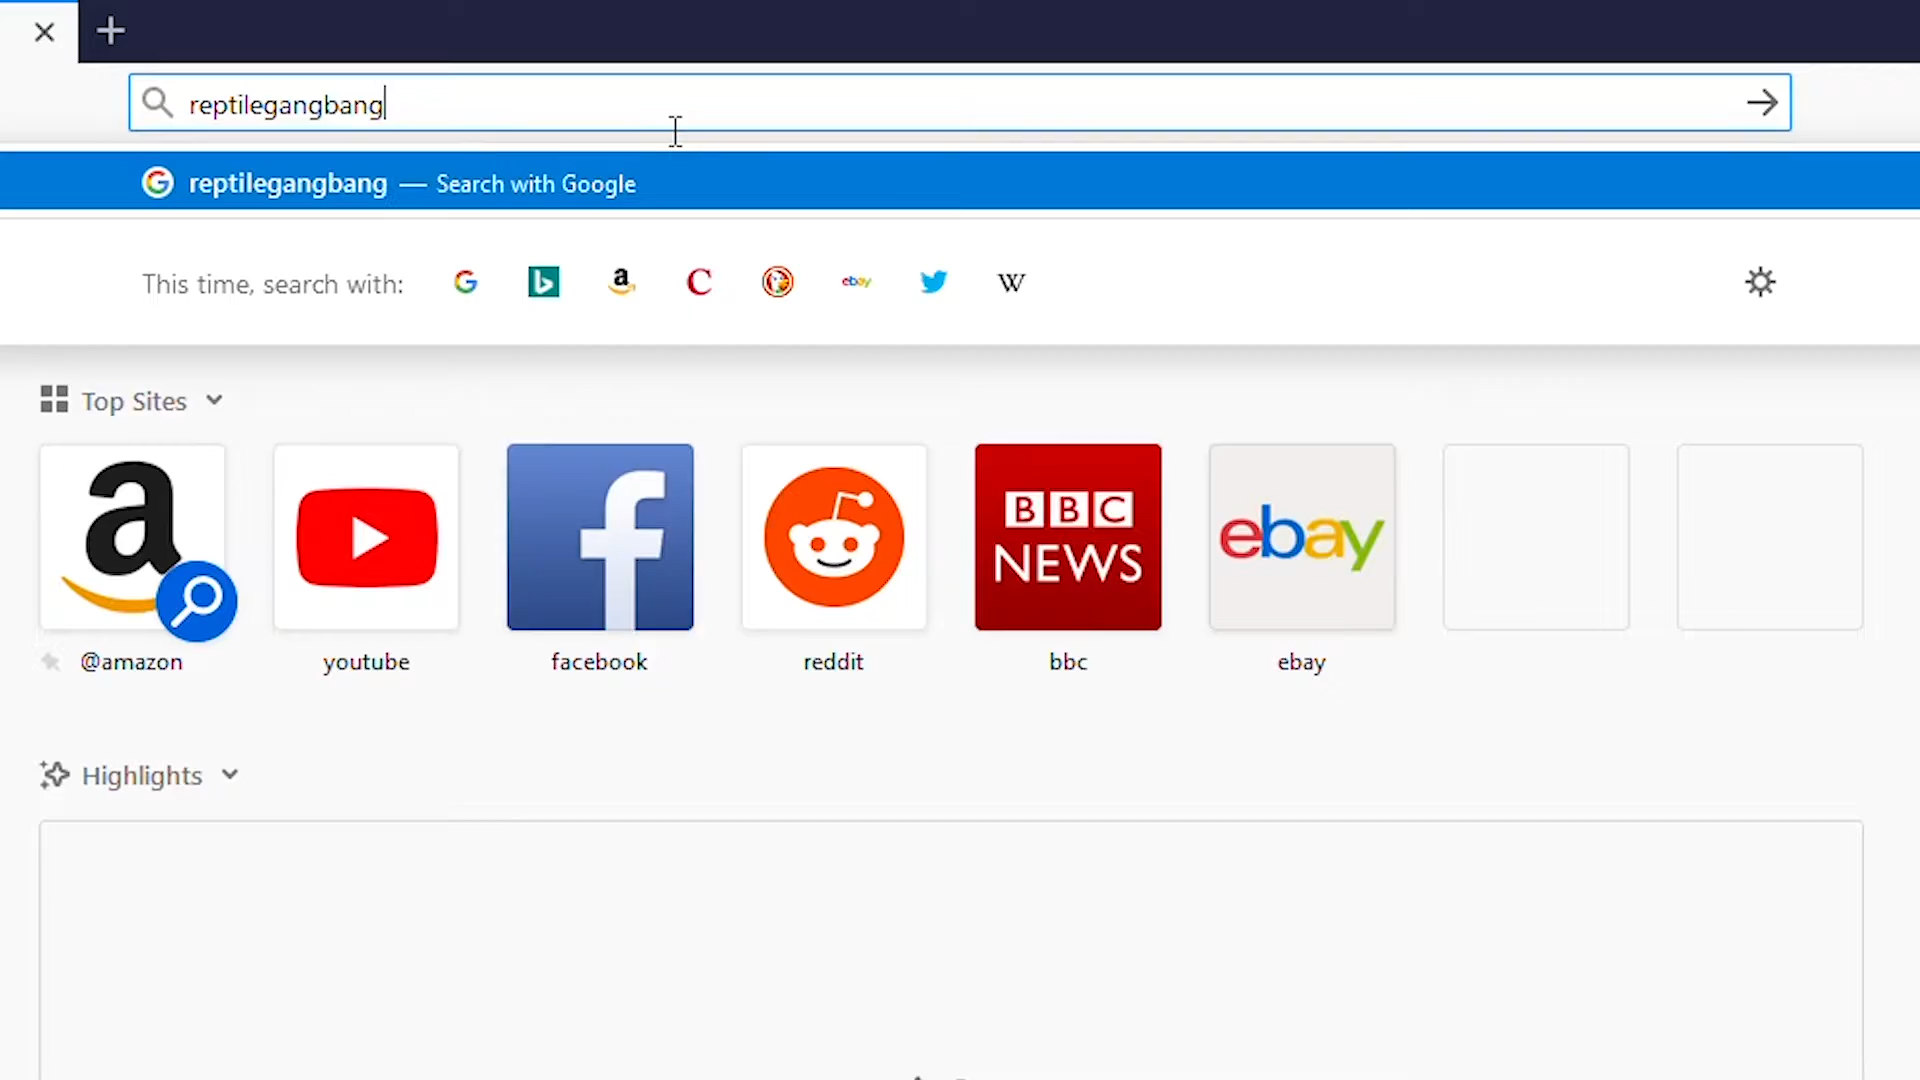 reptilegangbang
reptilegangbang — Search with Google
This time, search with:
a
C
ebay
W
Top Sites
a
f
BBC
NEWS
ebay
@amazon
youtube
facebook
reddit
bbc
ebay
Highlights